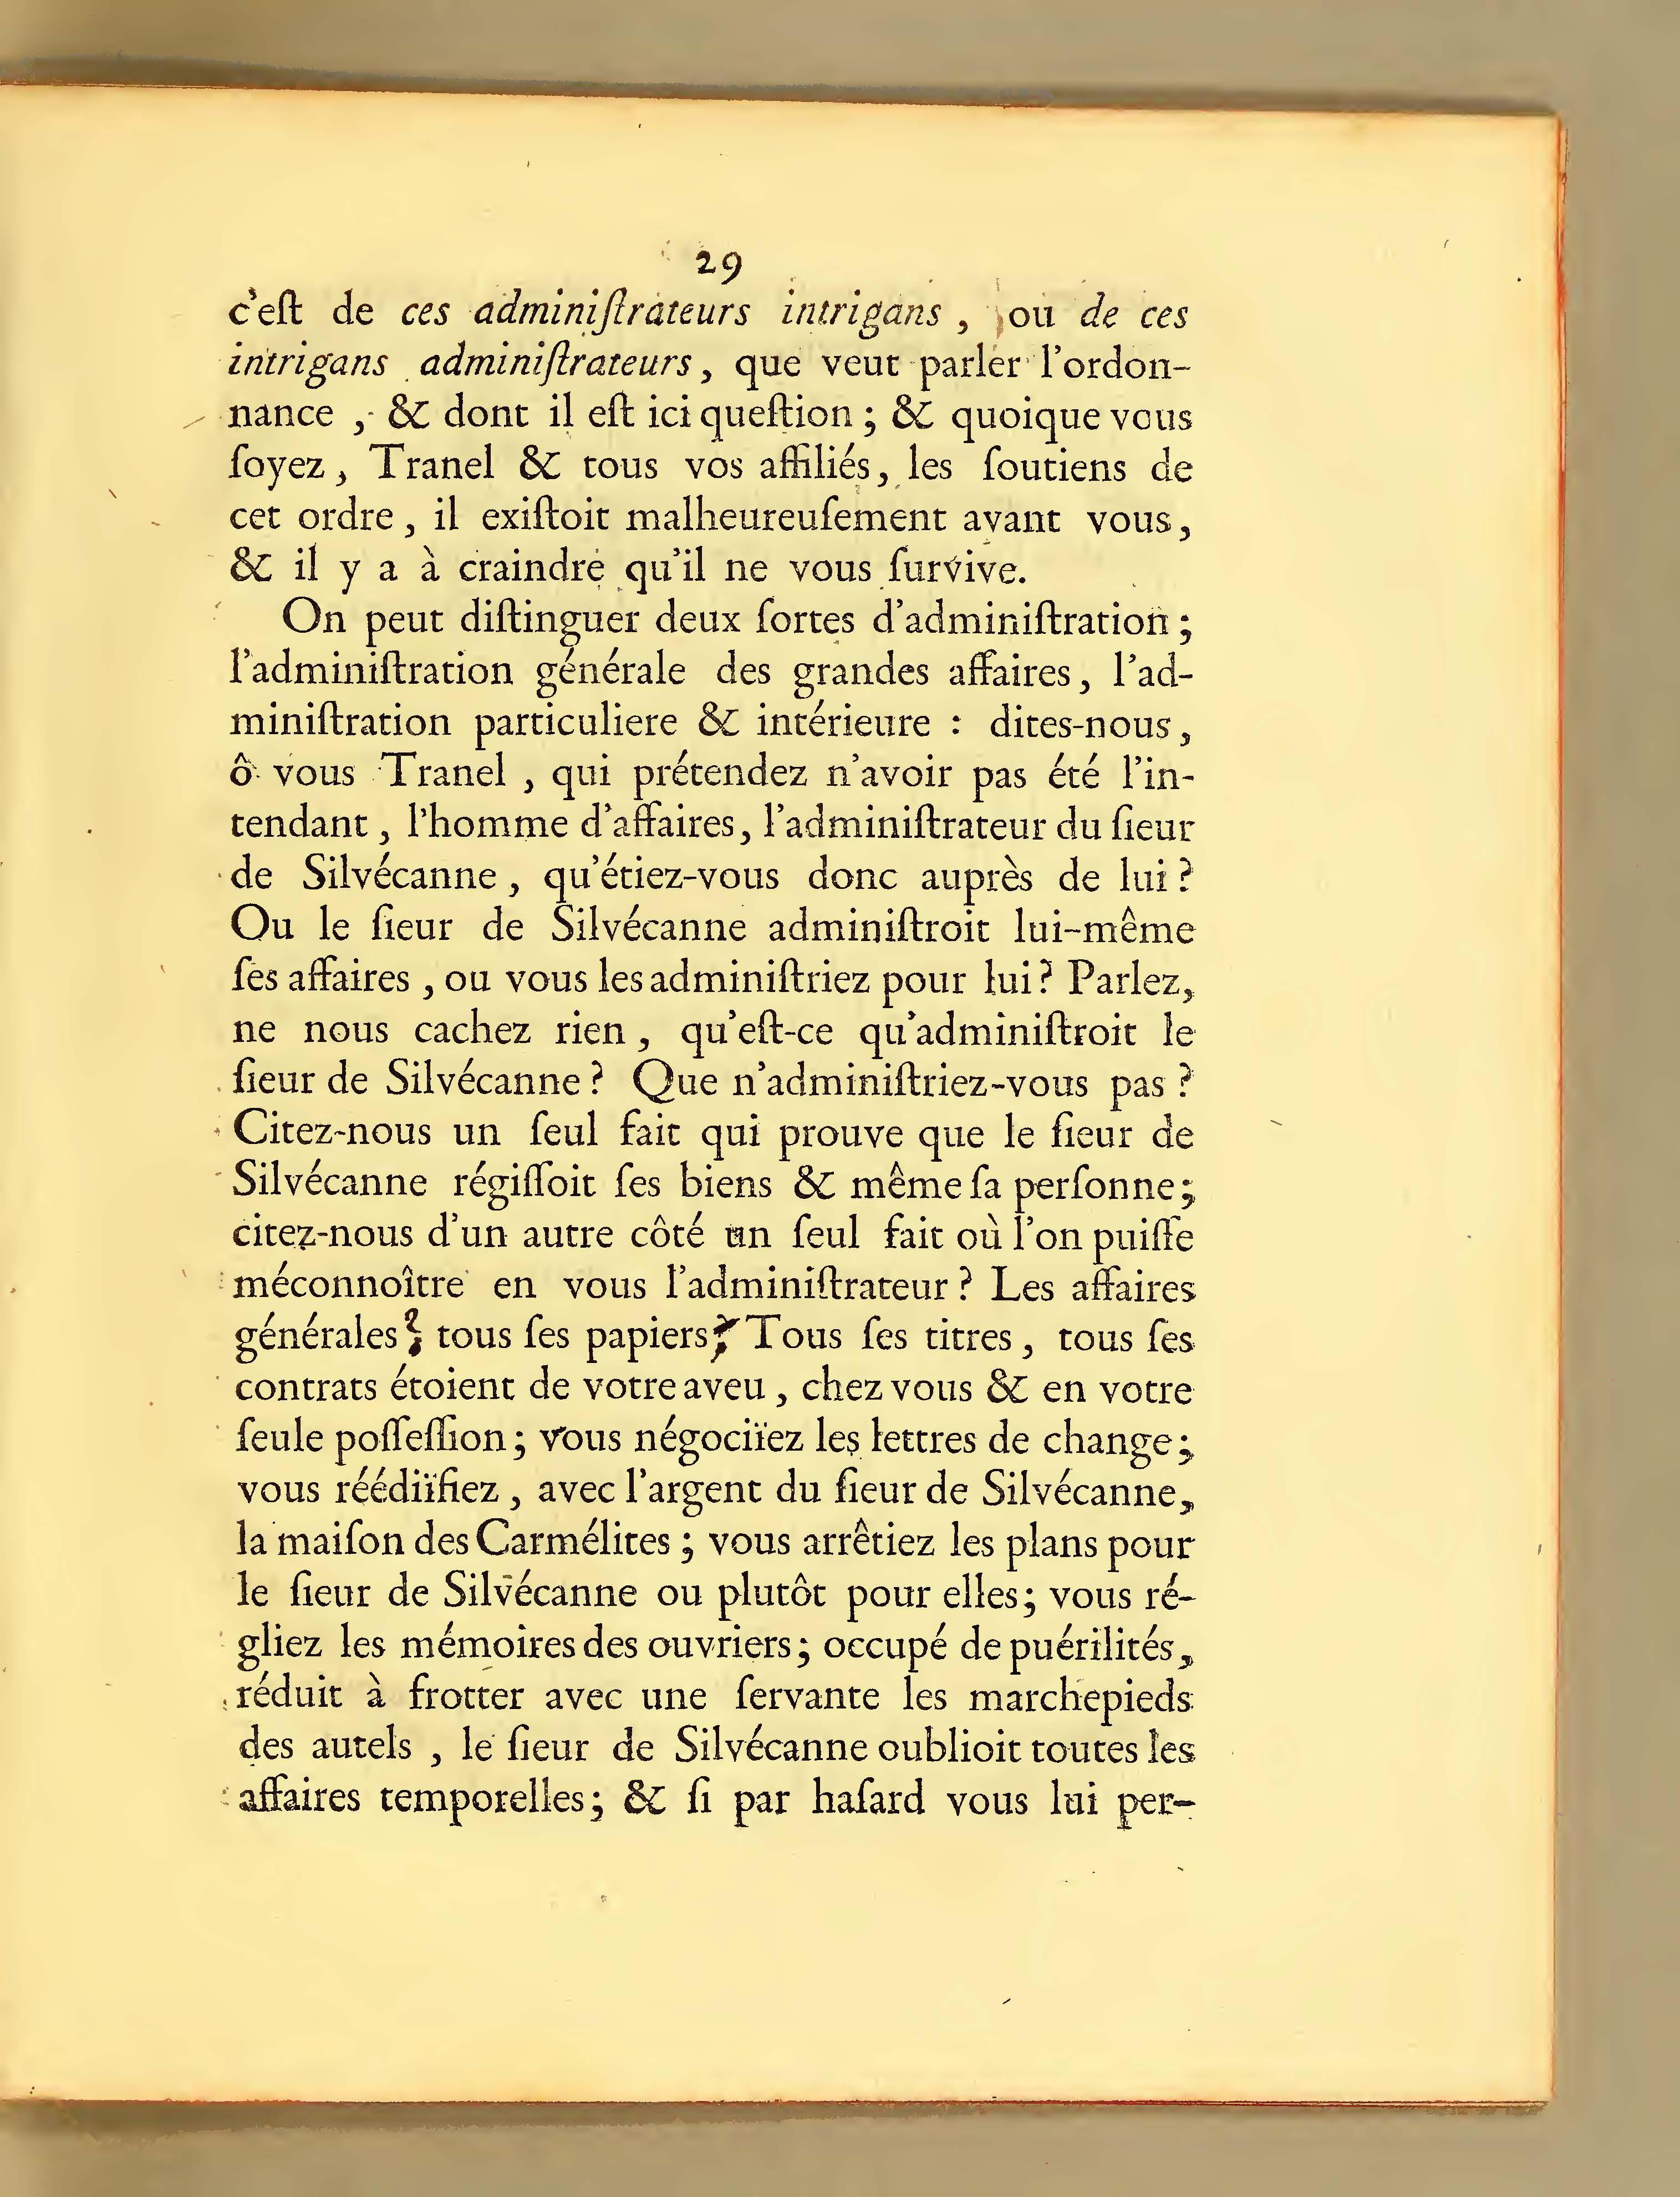 29
c'eſt de ces adminiſtrateurs intrigans , ou de ces
intrigans adminiſtrateurs, que veut parler l'ordon-
nance , & dont il eſt ici queſtion ; & quoique vous
ſoyez, Tranel & tous vos affiliés, les ſoutiens de
cet ordre, il exiſtoit malheureuſement avant vous,
& il y a à craindre qu'il ne vous ſurvive.
On peut diſtinguer deux ſortes d'adminiſtration ;
l'adminiſtration générale des grandes affaires, l'ad-
miniſtration particuliere & intérieure : dites-nous,
ô vous Tranel , qui prétendez n'avoir pas été l'in-
tendant, l'homme d'affaires, l'adminiſtrateur du ſieur
de Silvécanne, qu'étiez-vous donc auprès de lui ?
Ou le ſieur de Silvécanne adminiſtroit lui-même
ſes affaires , ou vous les adminiſtriez pour lui ? Parlez,
ne nous cachez rien, qu'eſt-ce qu'adminiſtroit le
ſieur de Silvécanne ? Que n'adminiſtriez-vous pas ?
Citez-nous un ſeul fait qui prouve que le ſieur de
Silvécanne régiſſoit ſes biens & même ſa perſonne ;
citez-nous d'un autre côté un ſeul fait où l'on puiſſe
méconnoître en vous l'adminiſtrateur ? Les affaires
générales ; tous ſes papiers ? Tous ſes titres, tous ſes
contrats étoient de votre aveu, chez vous & en votre
ſeule poſſeſſion ; vous négociïez les lettres de change ;
vous réédiïfiez, avec l'argent du ſieur de Silvécanne,
la maiſon des Carmélites ; vous arrêtiez les plans pour
le ſieur de Silvécanne ou plutôt pour elles ; vous ré-
gliez les mémoires des ouvriers ; occupé de puérilités,
réduit à frotter avec une ſervante les marchepieds
des autels , le ſieur de Silvécanne oublioit toutes les
affaires temporelles ; & ſi par haſard vous lui per-